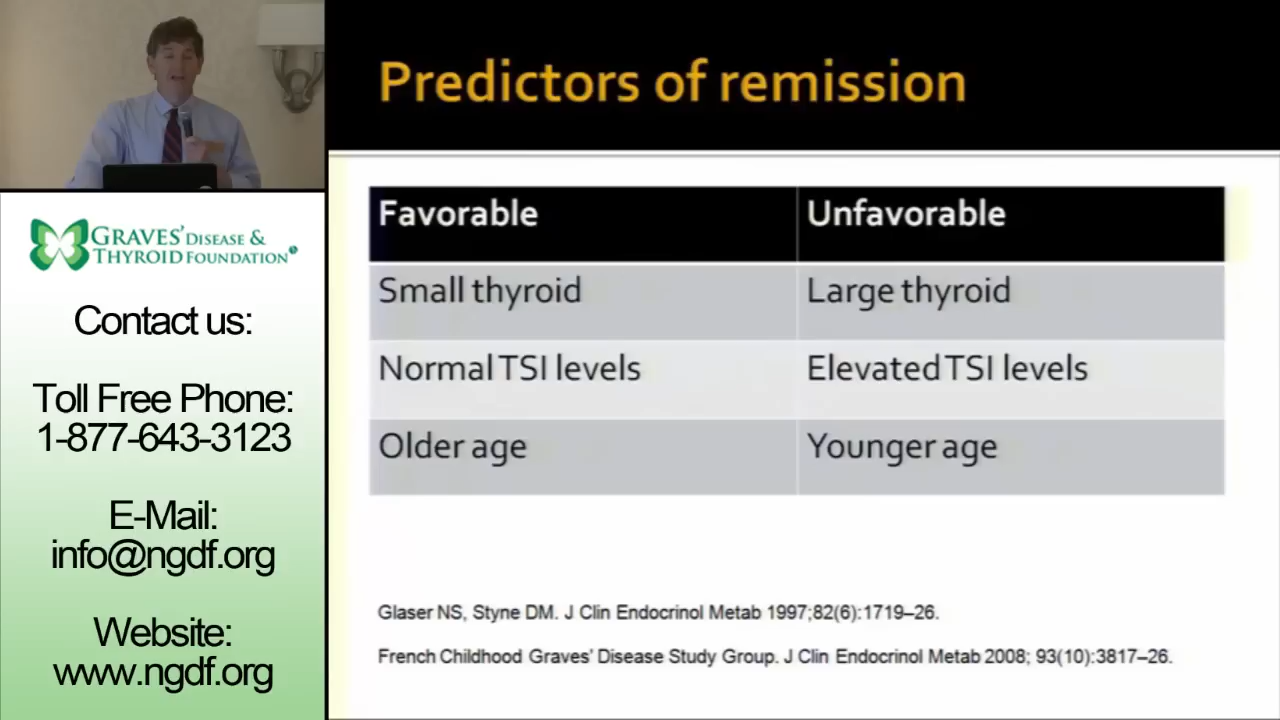 Predictors of remission
Favorable Unfavorable
Small thyroid Large thyroid
Normal TSI levels Elevated TSI levels
Older age Younger age
Glaser NS, Styne DM. J Clin Endocrinol Metab 1997;82(6):1719–26.
French Childhood Graves' Disease Study Group. J Clin Endocrinol Metab 2008; 93(10):3817–26.
GRAVES' DISEASE &
THYROID FOUNDATION
Contact us:
Toll Free Phone:
1-877-643-3123
E-Mail:
info@ngdf.org
Website:
www.ngdf.org